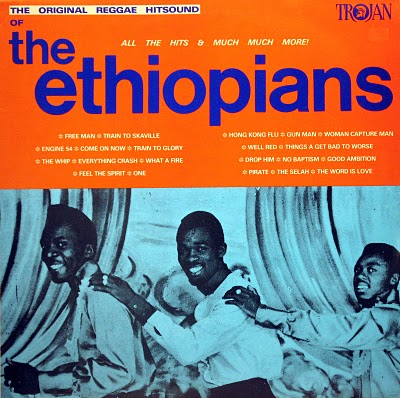 THE ORIGINAL REGGAE HITSOUND
OF
TROJAN
ALL THE HITS & MUCH MUCH MORE!
the
ethiopians
* FREE MAN * TRAIN TO SKAVILLE
* ENGINE 54 * COME ON NOW * TRAIN TO GLORY
* THE WHIP * EVERYTHING CRASH * WHAT A FIRE
* FEEL THE SPIRIT * ONE
* HONG KONG FLU * GUN MAN * WOMAN CAPTURE MAN
* WELL RED * THINGS A GET BAD TO WORSE
* DROP HIM * NO BAPTISM * GOOD AMBITION
* PIRATE * THE SELAH * THE WORD IS LOVE